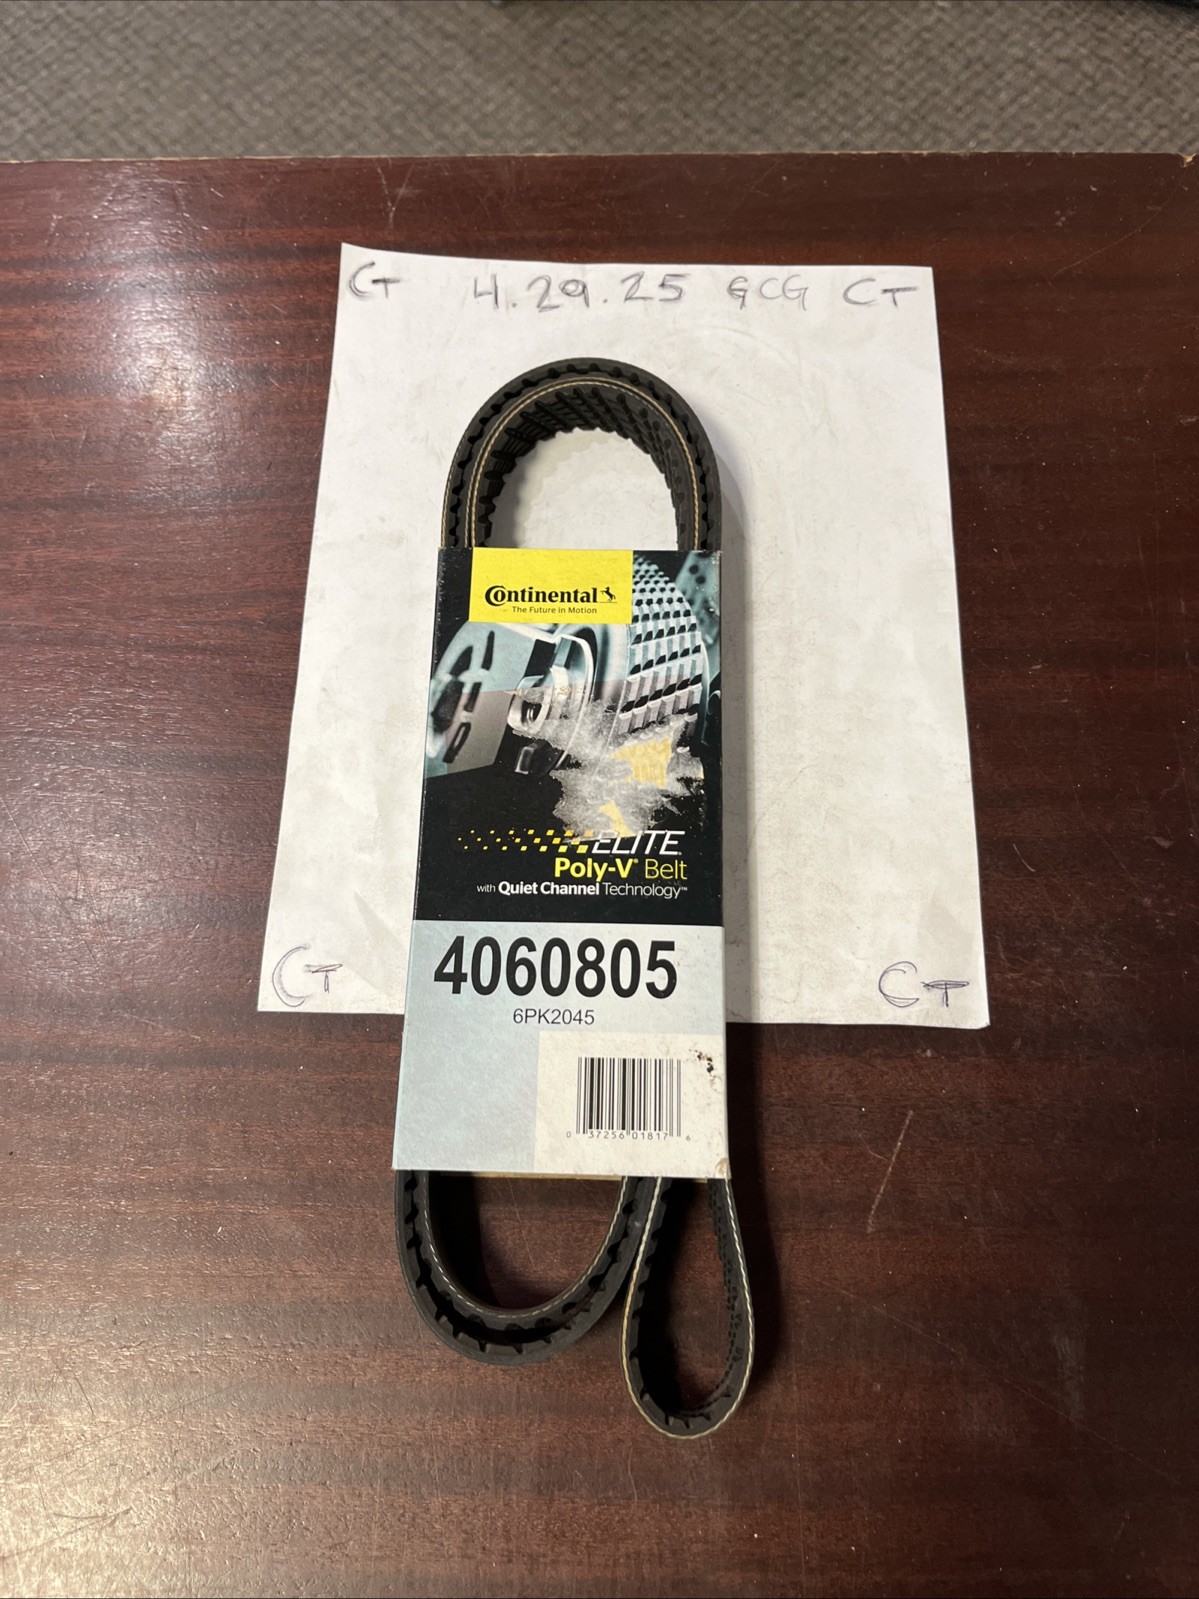 CT 4.29.25 GCG CT
Continental
The Future in Motion
ELITE®
Poly-V® Belt
with Quiet Channel Technology™
4060805
6PK2045
0 37256 01817 6
CT CT